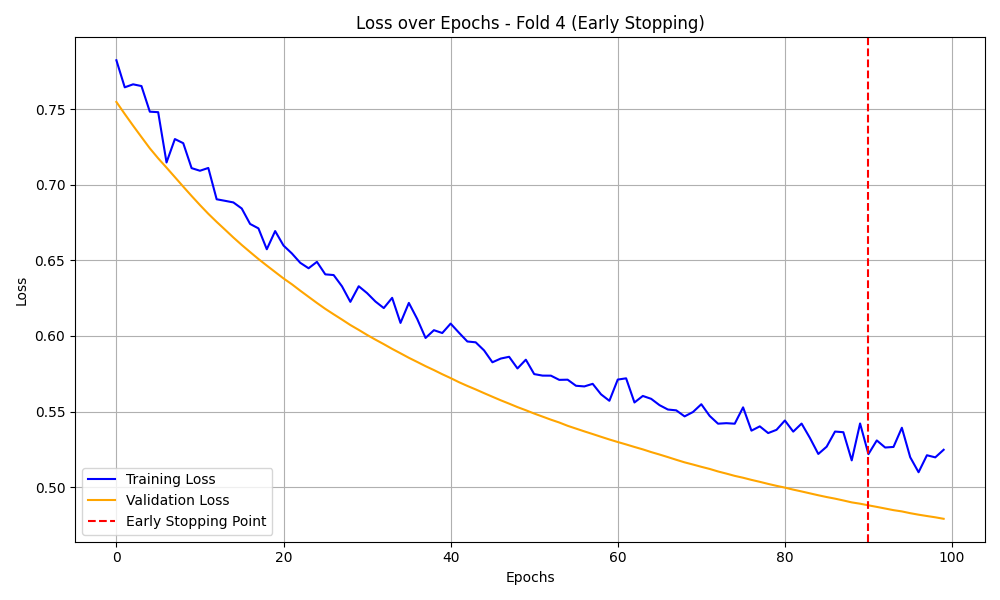 Loss over Epochs - Fold 4 (Early Stopping)
Loss
0.75
0.70
0.65
0.60
0.55
0.50
Training Loss
Validation Loss
Early Stopping Point
0 20 40 60 80 100
Epochs